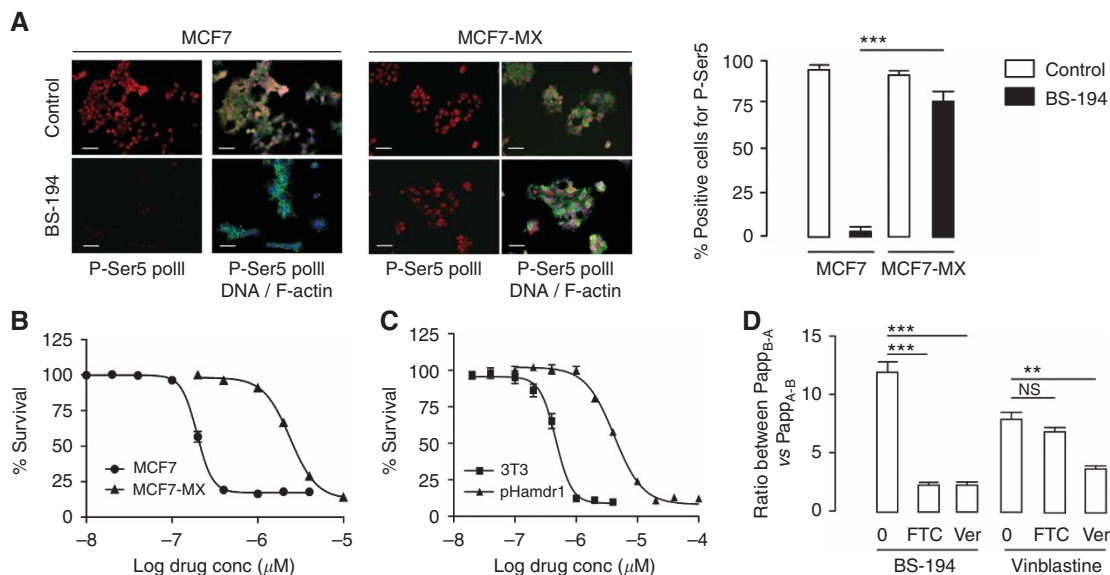 A
MCF7
MCF7-MX
Control
BS-194
P-Ser5 polII
P-Ser5 polII
DNA / F-actin
P-Ser5 polII
P-Ser5 polII
DNA / F-actin
% Positive cells for P-Ser5
100
75
50
25
0
***
MCF7
MCF7-MX
Control
BS-194
B
% Survival
125
100
75
50
25
0
MCF7
MCF7-MX
–8
–7
–6
–5
Log drug conc (μM)
C
% Survival
125
100
75
50
25
0
3T3
pHamdr1
–8
–7
–6
–5
–4
Log drug conc (μM)
D
Ratio between PappB-A
vs PappA-B
15
10
5
0
***
***
**
NS
0 FTC Ver
0 FTC Ver
BS-194
Vinblastine